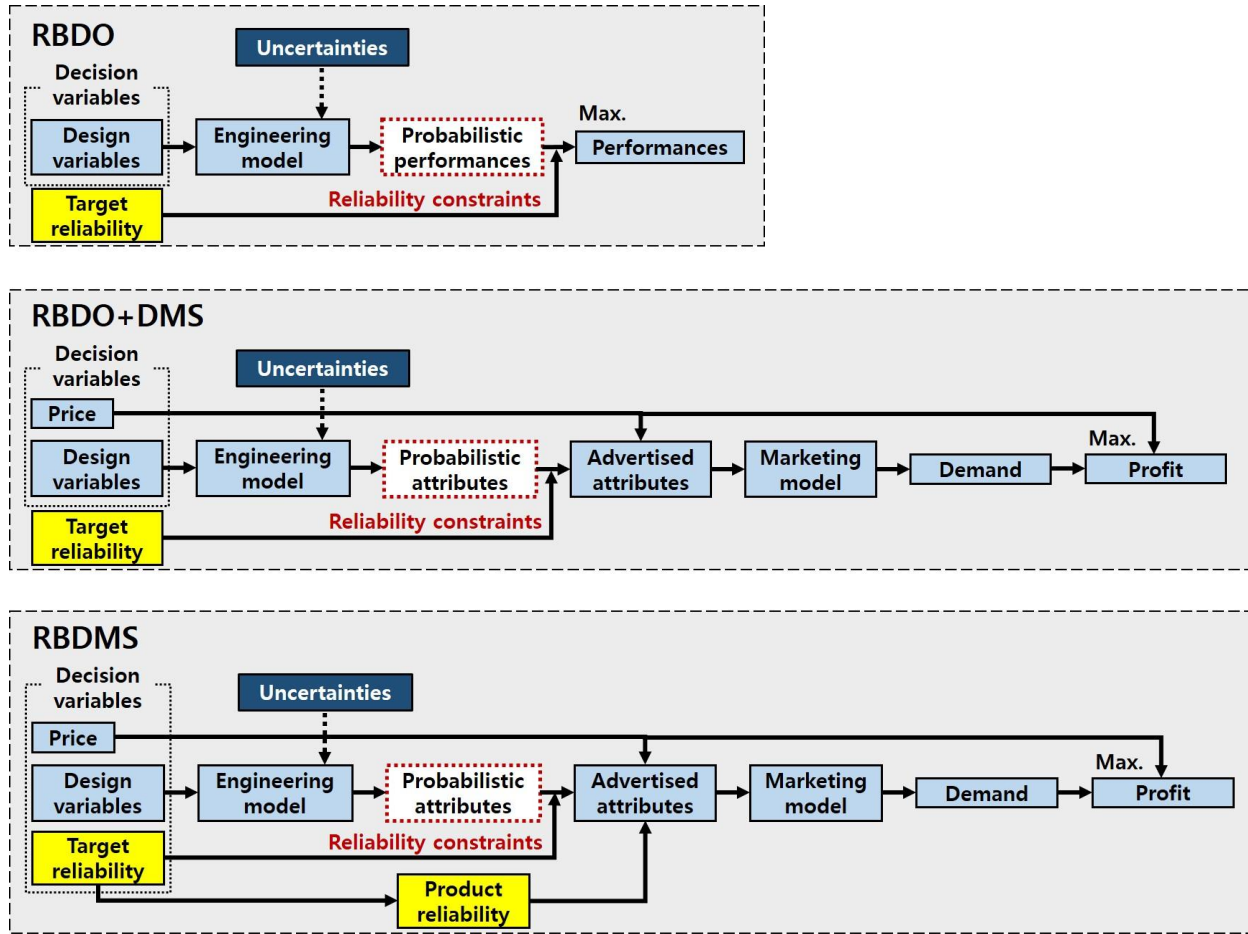 RBDO
Uncertainties
Decision
variables
Design
variables
Engineering
model
Probabilistic
performances
Max.
Performances
Reliability constraints
Target
reliability
RBDO+DMS
Decision
variables
Uncertainties
Price
Design
variables
Engineering
model
Probabilistic
attributes
Advertised
attributes
Marketing
model
Demand
Max.
Profit
Reliability constraints
Target
reliability
RBDMS
Decision
variables
Uncertainties
Price
Design
variables
Engineering
model
Probabilistic
attributes
Advertised
attributes
Marketing
model
Demand
Max.
Profit
Reliability constraints
Target
reliability
Product
reliability